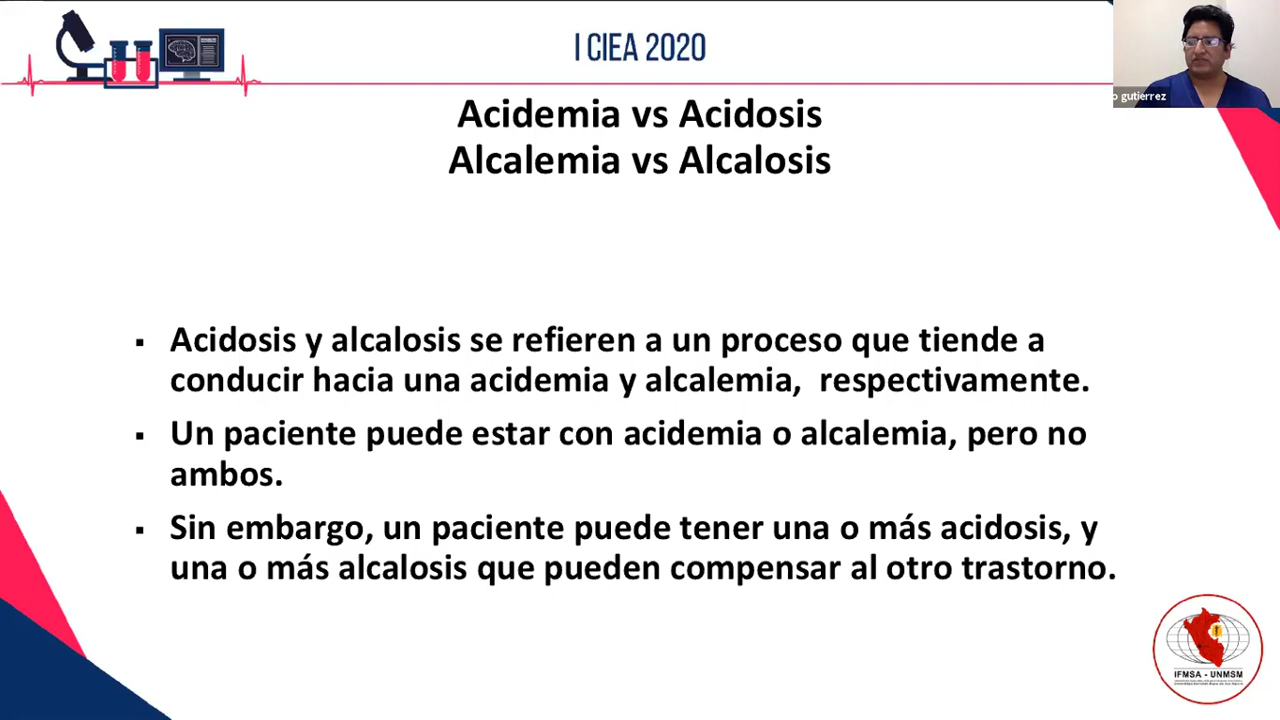 I CIEA 2020
o gutierrez
Acidemia vs Acidosis
Alcalemia vs Alcalosis
▪ Acidosis y alcalosis se refieren a un proceso que tiende a
conducir hacia una acidemia y alcalemia, respectivamente.
▪ Un paciente puede estar con acidemia o alcalemia, pero no
ambos.
▪ Sin embargo, un paciente puede tener una o más acidosis, y
una o más alcalosis que pueden compensar al otro trastorno.
IFMSA - UNMSM